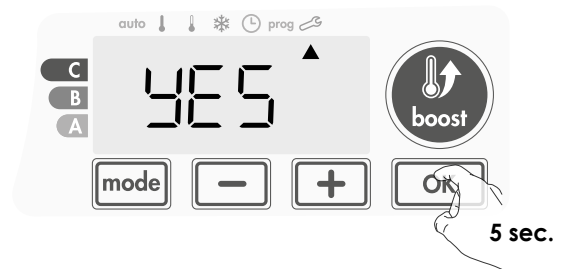 auto prog
C
YES
B
A
boost
mode - + OK
5 sec.